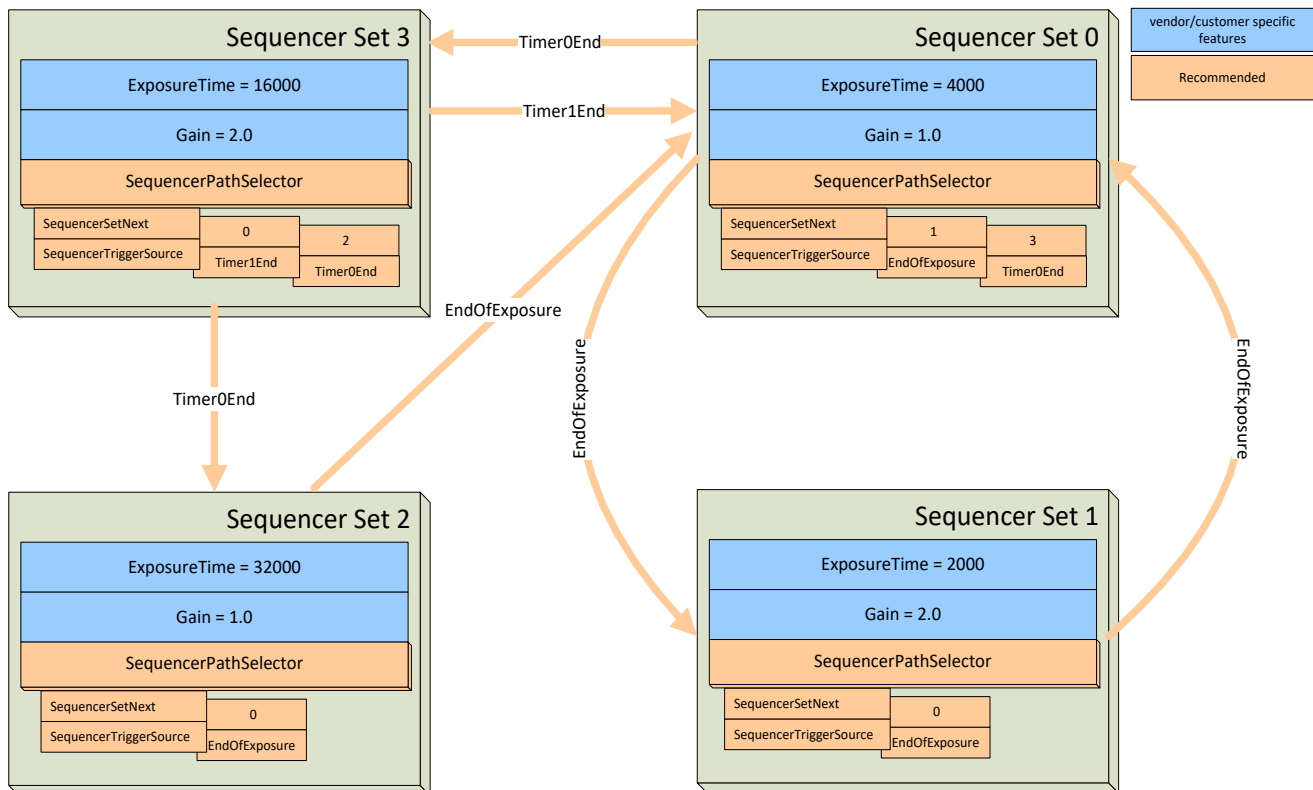 Sequencer Set 3
ExposureTime = 16000
Gain = 2.0
SequencerPathSelector
SequencerSetNext
0
2
SequencerTriggerSource
Timer1End
Timer0End
Timer0End
Timer1End
Sequencer Set 0
ExposureTime = 4000
Gain = 1.0
SequencerPathSelector
SequencerSetNext
1
3
SequencerTriggerSource
EndOfExposure
Timer0End
vendor/customer specific
features
Recommended
Timer0End
EndOfExposure
EndOfExposure
EndOfExposure
Sequencer Set 2
ExposureTime = 32000
Gain = 1.0
SequencerPathSelector
SequencerSetNext
0
SequencerTriggerSource
EndOfExposure
Sequencer Set 1
ExposureTime = 2000
Gain = 2.0
SequencerPathSelector
SequencerSetNext
0
SequencerTriggerSource
EndOfExposure